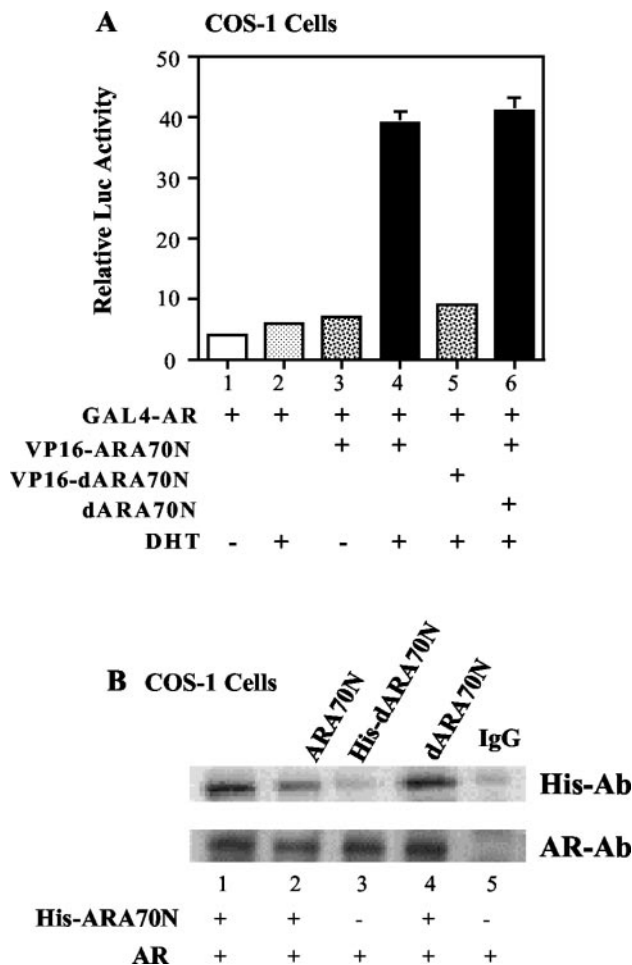 A COS-1 Cells
Relative Luc Activity
50
40
30
20
10
0
1 2 3 4 5 6
GAL4-AR + + + + + +
VP16-ARA70N + + +
VP16-dARA70N +
dARA70N +
DHT - + - + + +
B COS-1 Cells
ARA70N His-dARA70N dARA70N IgG
His-Ab
AR-Ab
1 2 3 4 5
His-ARA70N + + - + -
AR + + + + +